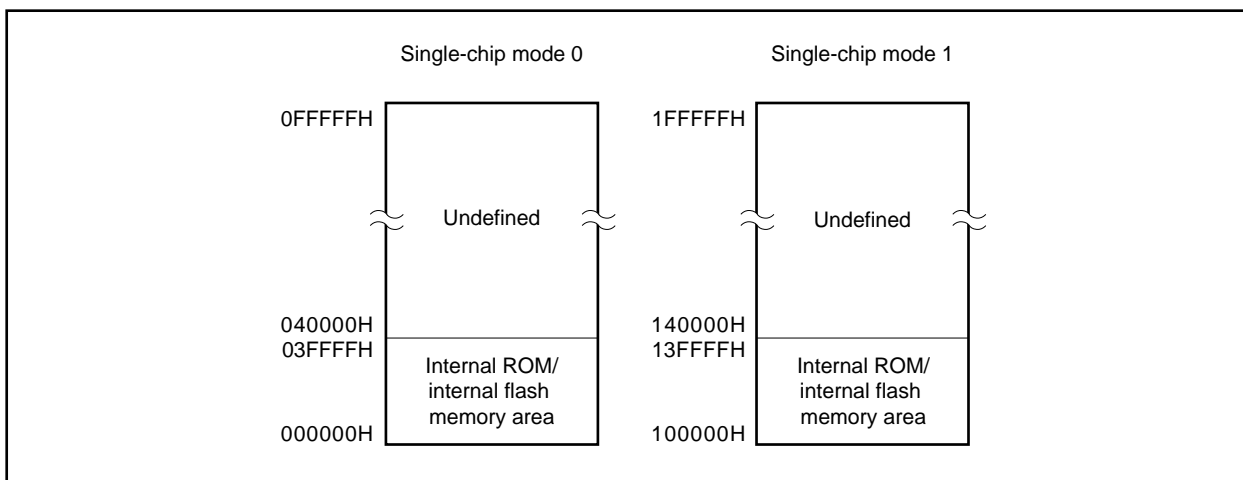 Single-chip mode 0
0FFFFFH
Undefined
040000H
03FFFFH
Internal ROM/
internal flash
memory area
000000H
Single-chip mode 1
1FFFFFH
Undefined
140000H
13FFFFH
Internal ROM/
internal flash
memory area
100000H